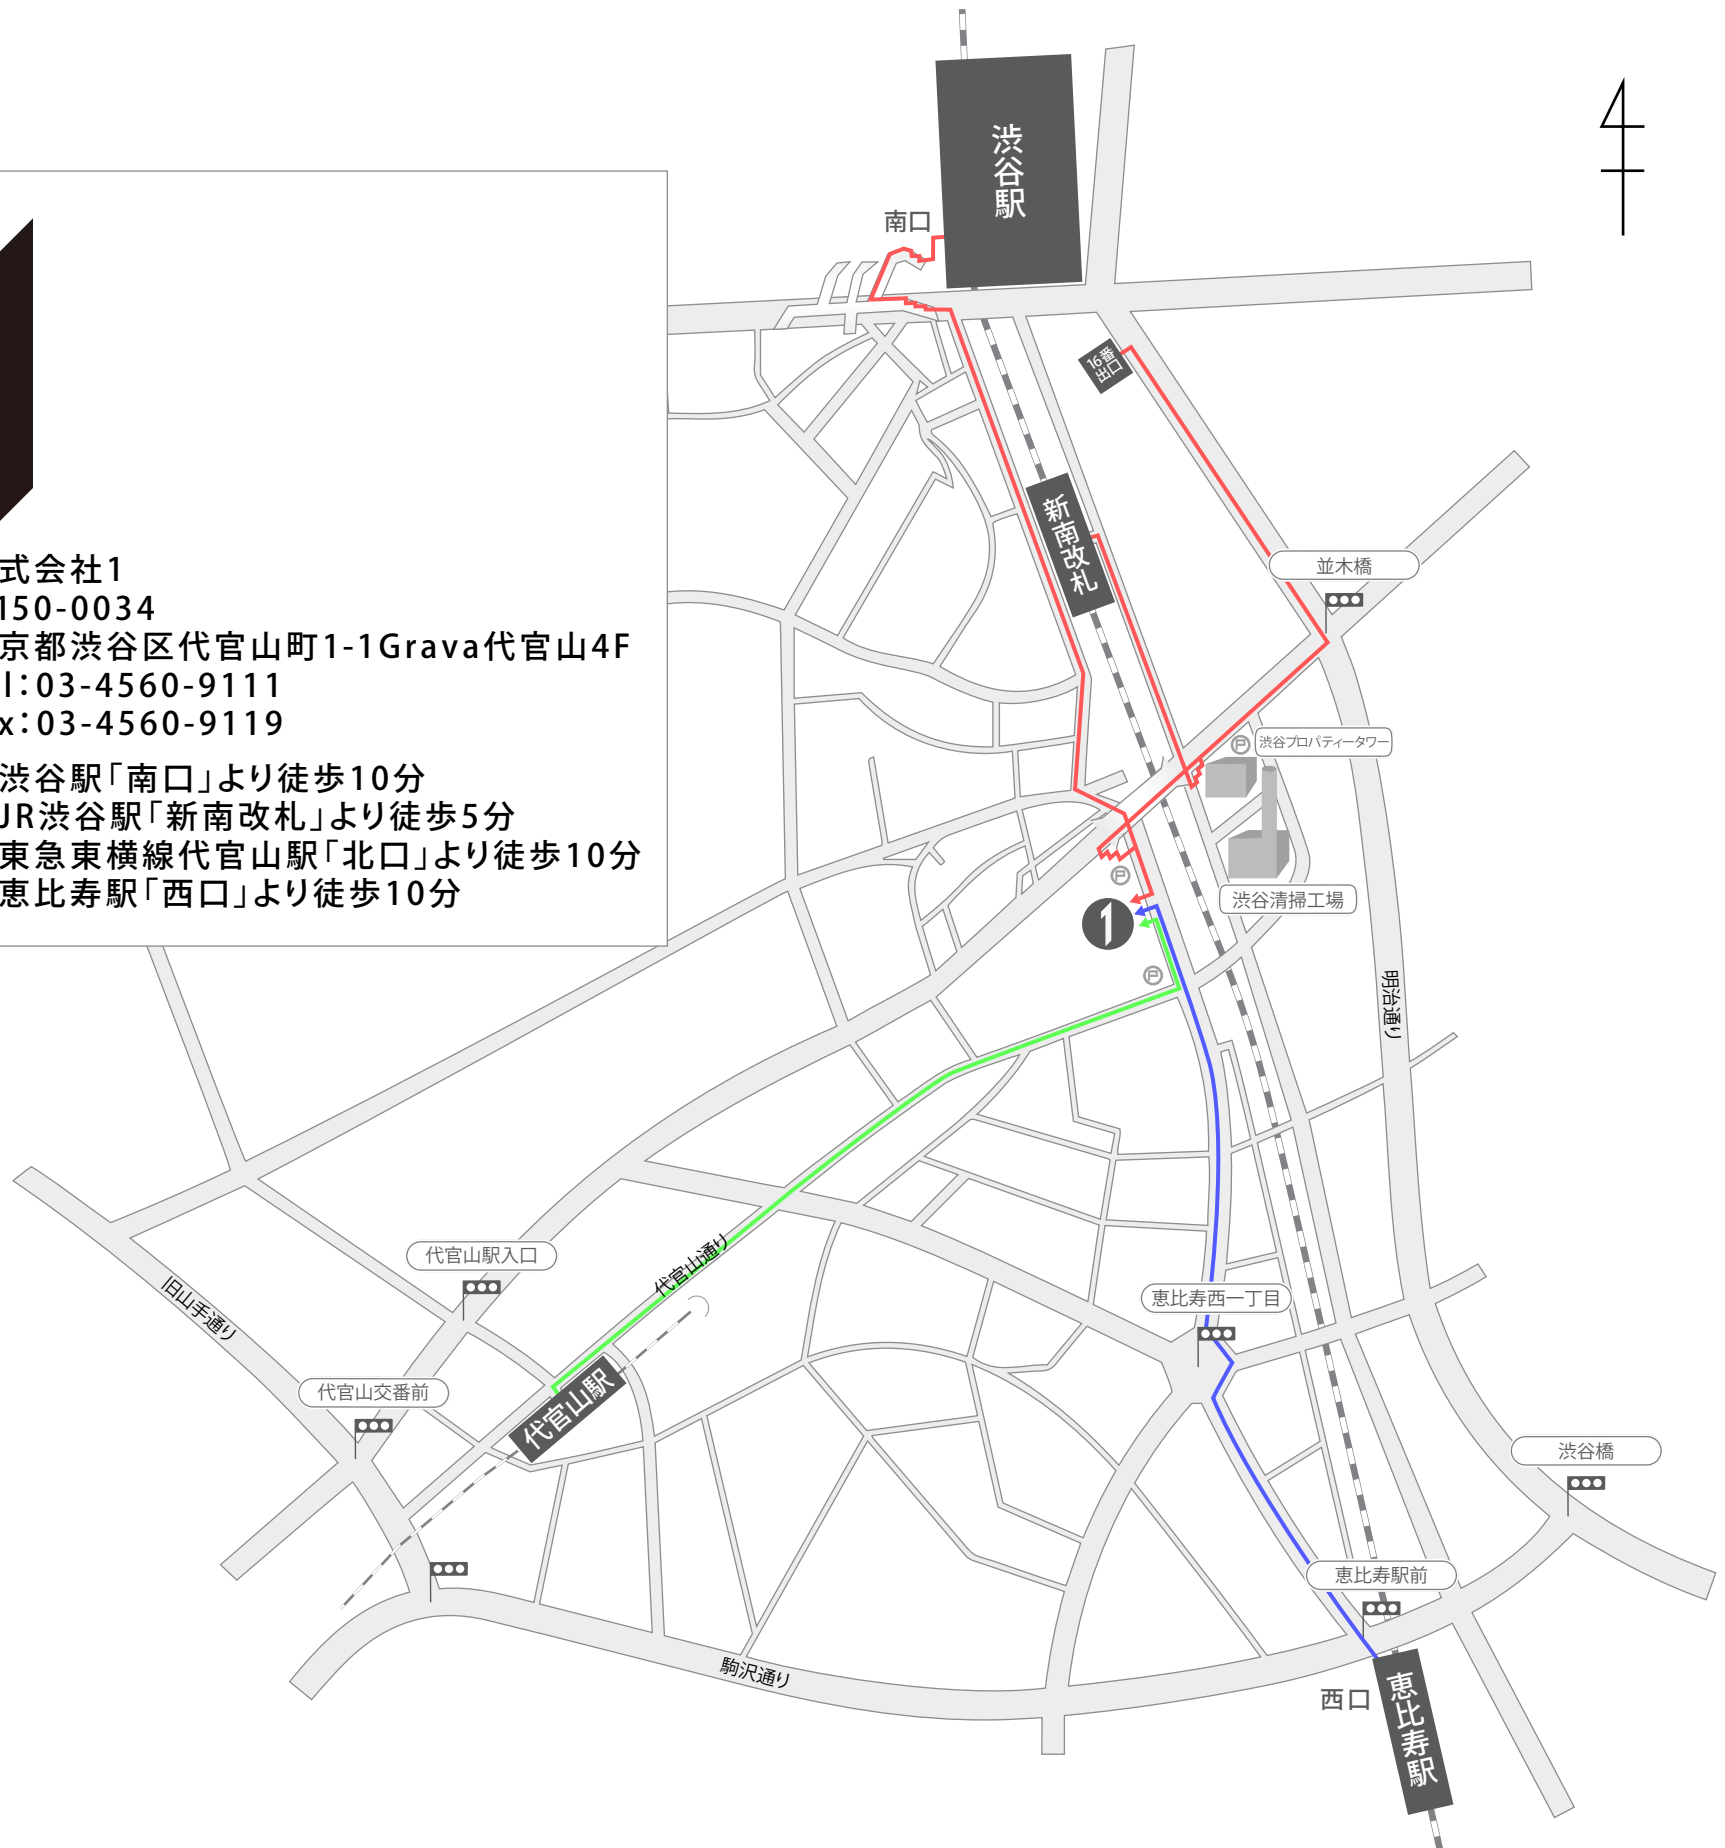 渋谷駅
南口
16番
出口
新南改札
並木橋
渋谷プロパティータワー
渋谷清掃工場
1
明治通り
代官山通り
代官山駅入口
旧山手通り
代官山交番前
代官山駅
恵比寿西一丁目
渋谷橋
恵比寿駅前
駒沢通り
西口
恵比寿駅
P
P
P
式会社1
150-0034
京都渋谷区代官山町1-1Grava代官山4F
l:03-4560-9111
x:03-4560-9119
渋谷駅「南口」より徒歩10分
JR渋谷駅「新南改札」より徒歩5分
東急東横線代官山駅「北口」より徒歩10分
恵比寿駅「西口」より徒歩10分